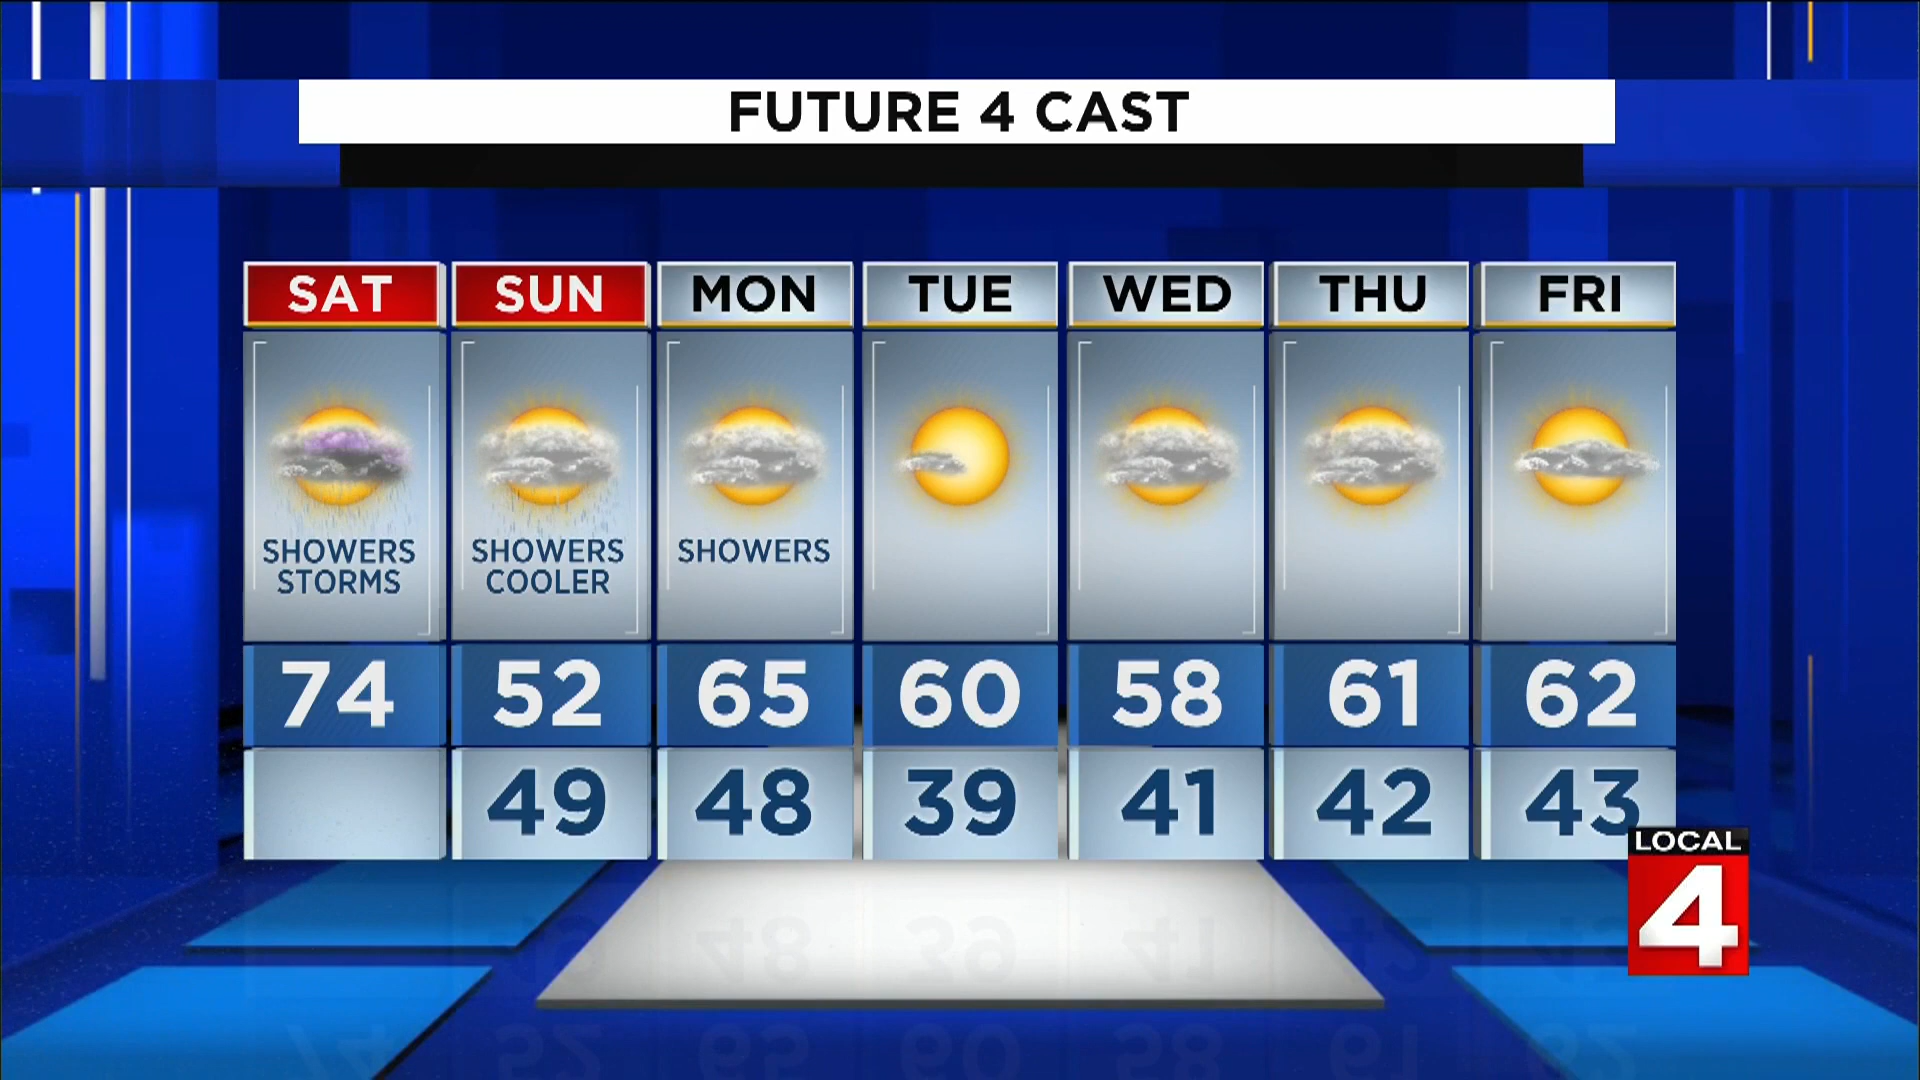 FUTURE 4 CAST
SAT SUN MON TUE WED THU FRI
SHOWERS SHOWERS SHOWERS
STORMS COOLER
74 52 65 60 58 61 62
49 48 39 41 42 43
LOCAL
4